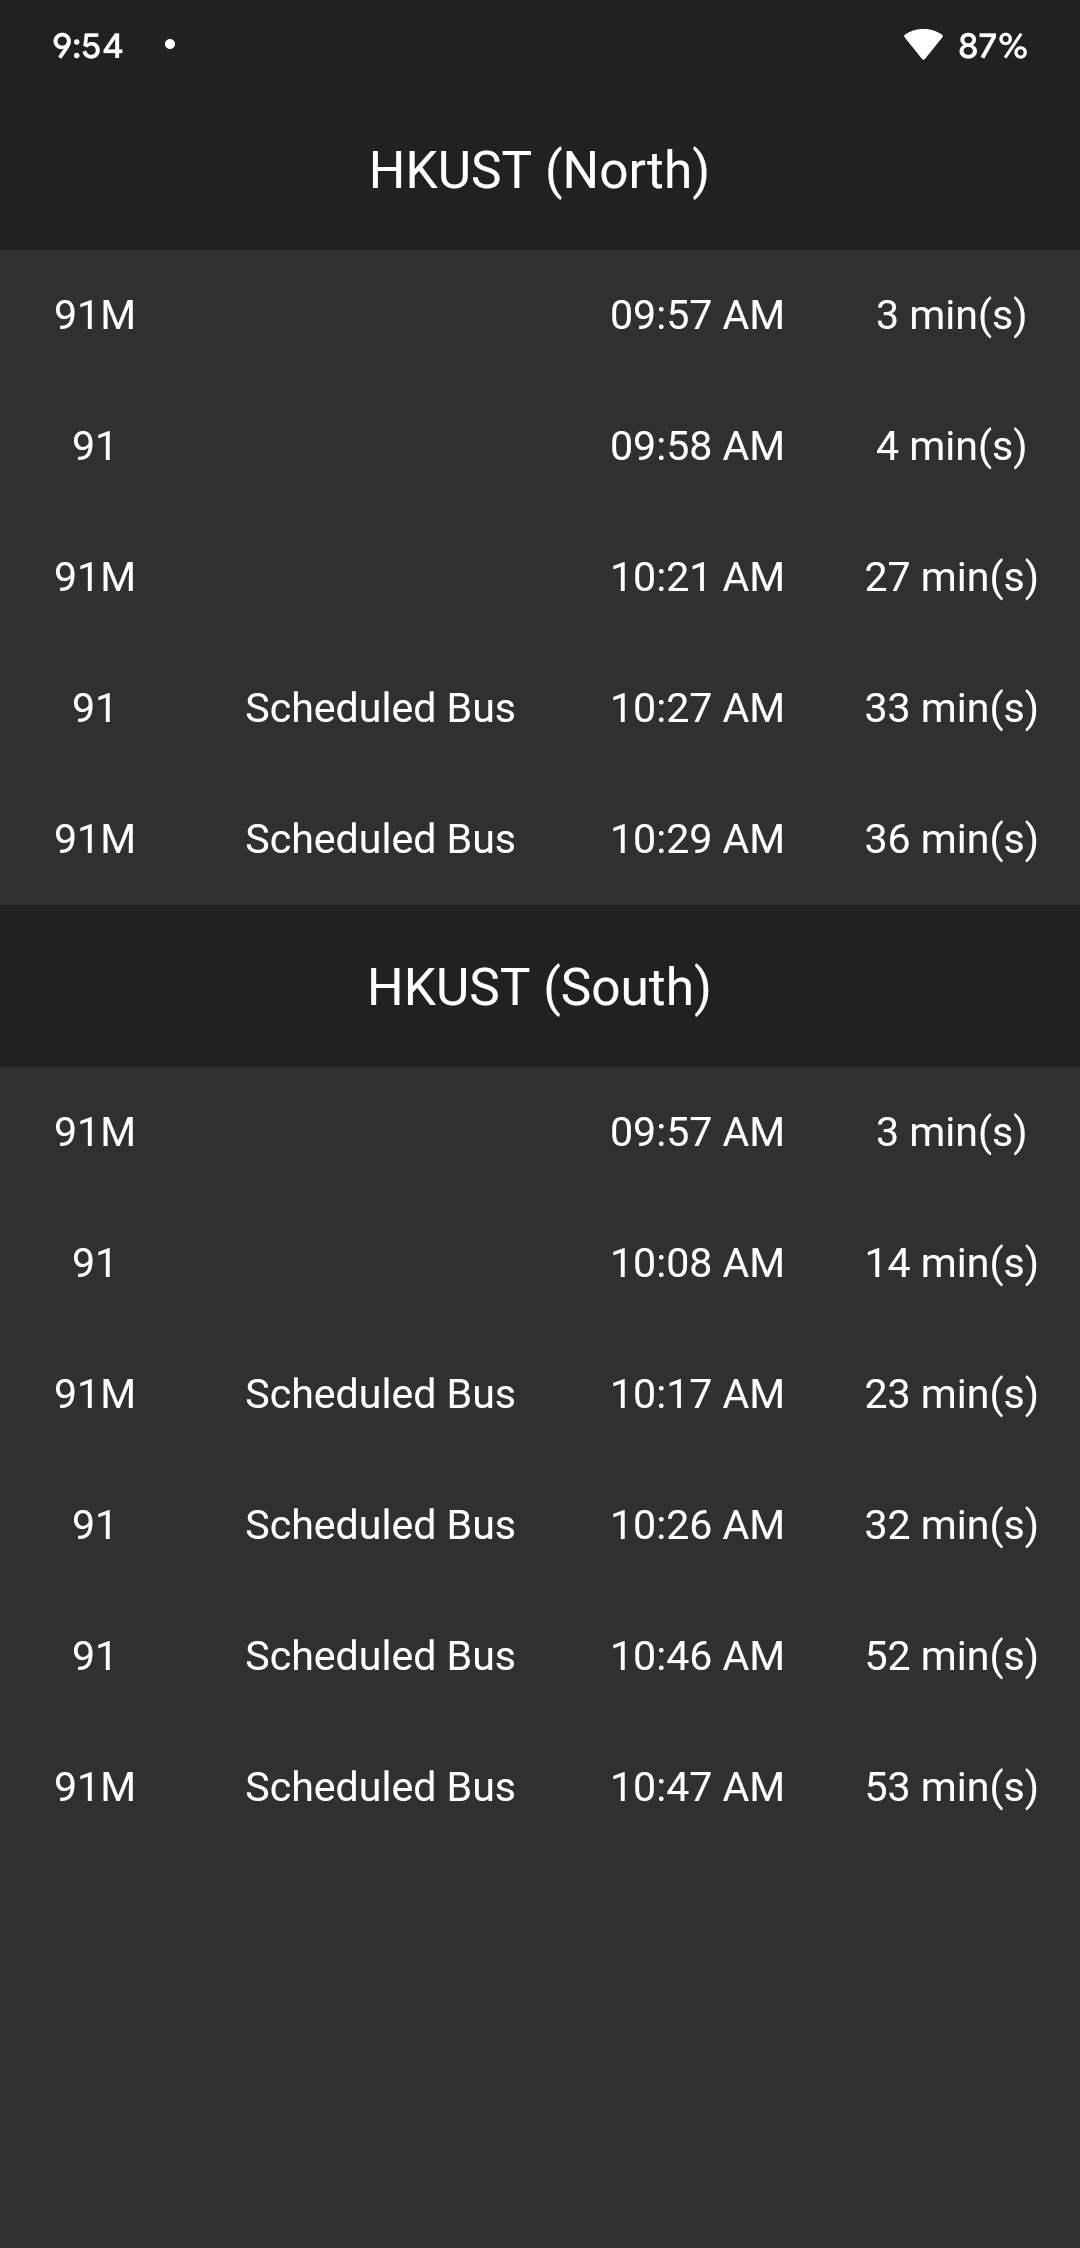 9:54 • 87%
HKUST (North)
91M 09:57 AM 3 min(s)
91 09:58 AM 4 min(s)
91M 10:21 AM 27 min(s)
91 Scheduled Bus 10:27 AM 33 min(s)
91M Scheduled Bus 10:29 AM 36 min(s)
HKUST (South)
91M 09:57 AM 3 min(s)
91 10:08 AM 14 min(s)
91M Scheduled Bus 10:17 AM 23 min(s)
91 Scheduled Bus 10:26 AM 32 min(s)
91 Scheduled Bus 10:46 AM 52 min(s)
91M Scheduled Bus 10:47 AM 53 min(s)